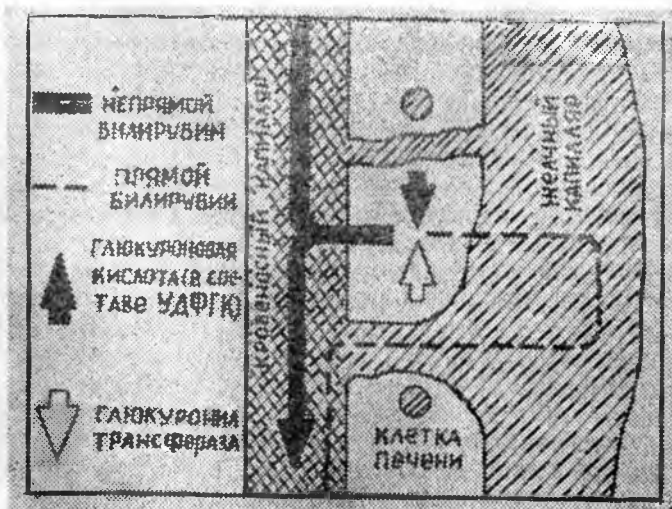 НЕПРЯМОЙ
БИЛИРУБИН
ПРЯМОЙ
БИЛИРУБИН
ГЛЮКУРОНОВАЯ
КИСЛОТА (В СОС-
ТАВЕ УДФГК)
ГЛЮКУРОНИЛ
ТРАНСФЕРАЗА
КРОВЕНОСНЫЙ КАПИЛЛЯР
ЖЕЛЧНЫЙ
КАПИЛЛЯР
КЛЕТКА
ПЕЧЕНИ